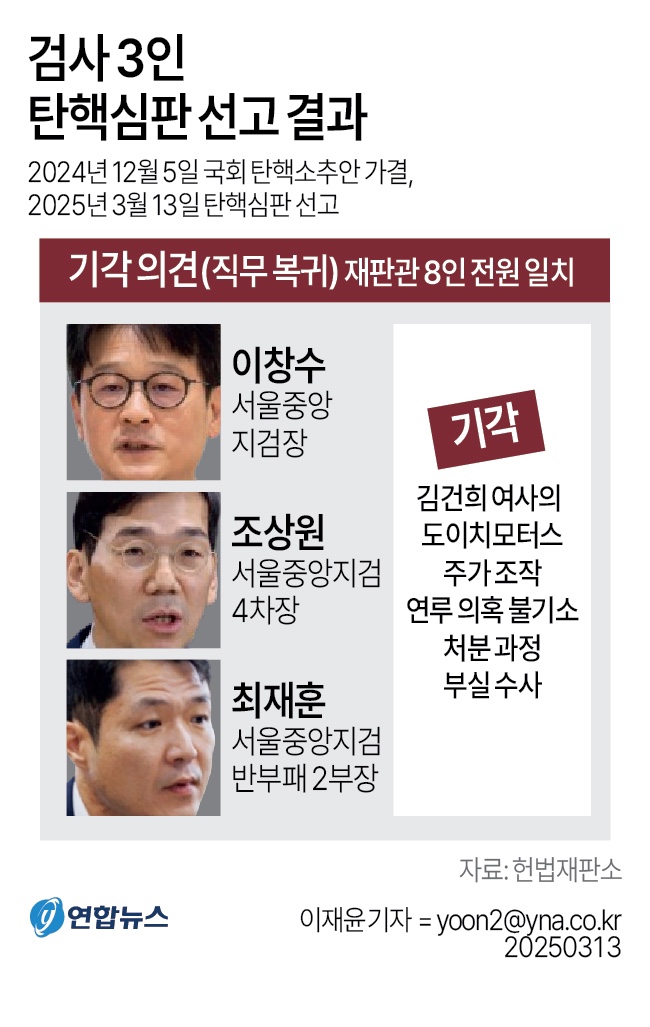 검사 3인
탄핵심판 선고 결과
2024년 12월 5일 국회 탄핵소추안 가결,
2025년 3월 13일 탄핵심판 선고
기각 의견(직무 복귀) 재판관 8인 전원 일치
이창수
서울중앙
지검장
조상원
서울중앙지검
4차장
최재훈
서울중앙지검
반부패 2부장
기각
김건희 여사의
도이치모터스
주가 조작
연루 의혹 불기소
처분 과정
부실 수사
자료: 헌법재판소
y 연합뉴스
이재윤 기자 = yoon2@yna.co.kr
20250313